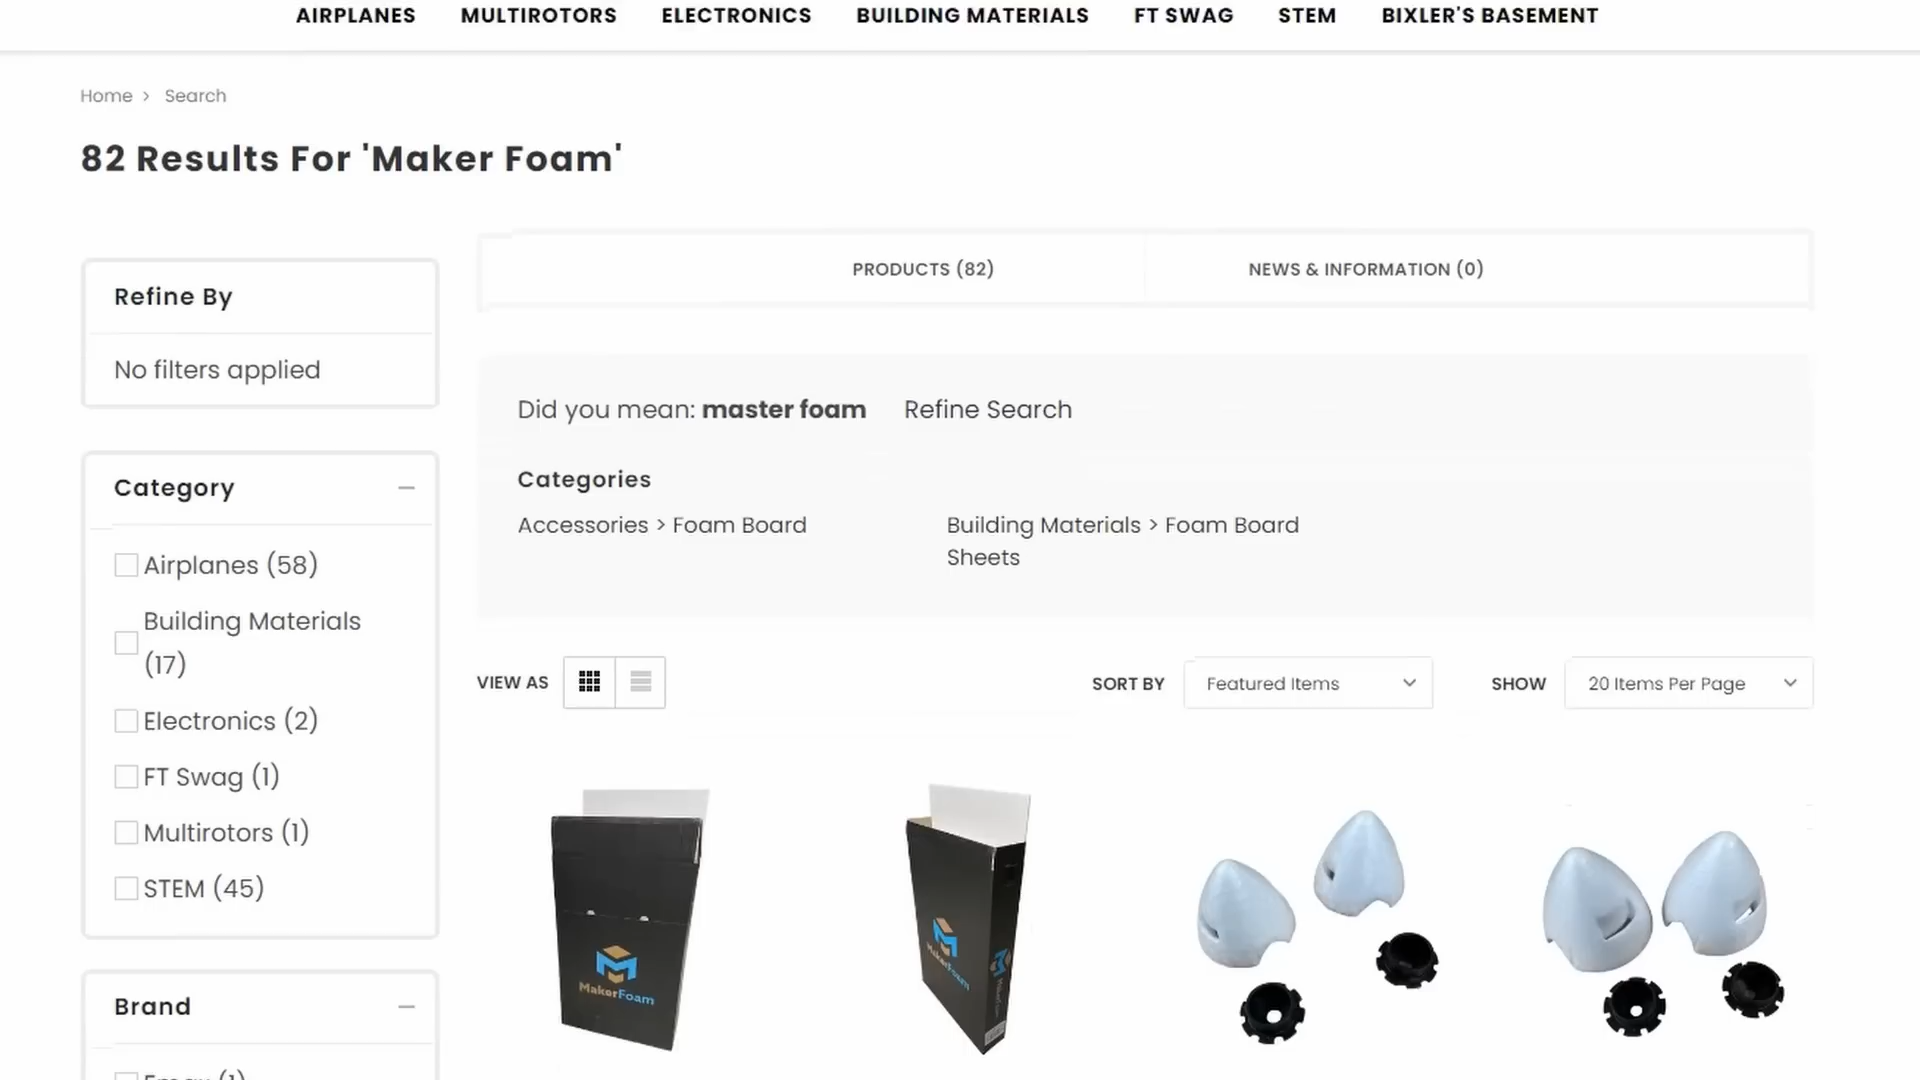 AIRPLANES MULTIROTORS ELECTRONICS BUILDING MATERIALS FT SWAG STEM BIXLER'S BASEMENT
Home > Search
82 Results For 'Maker Foam'
Refine By
No filters applied
Category
Airplanes (58)
Building Materials
(17)
Electronics (2)
FT Swag (1)
Multirotors (1)
STEM (45)
Brand
PRODUCTS (82) NEWS & INFORMATION (0)
Did you mean: master foam Refine Search
Categories
Accessories > Foam Board
Building Materials > Foam Board
Sheets
VIEW AS SORT BY Featured Items SHOW 20 Items Per Page
MakerFoam
MakerFoam